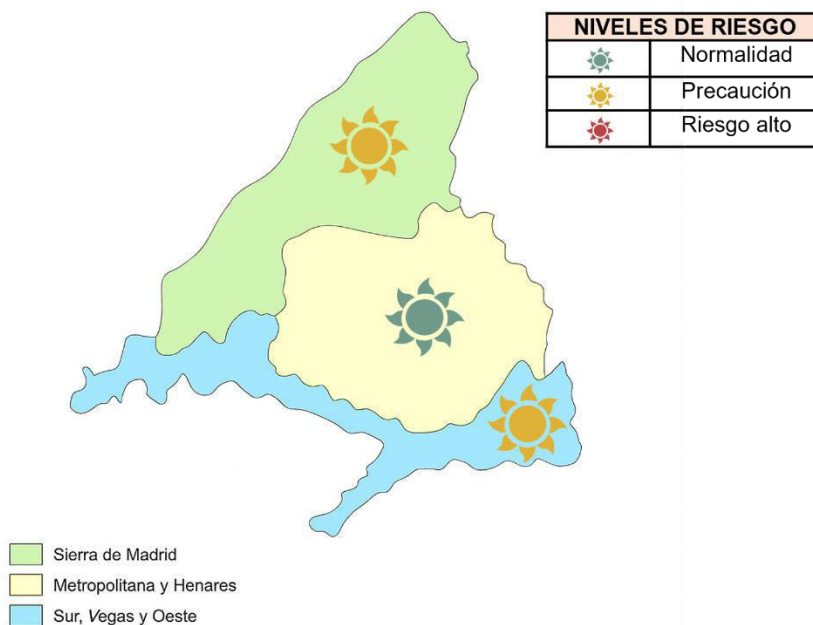 NIVELES DE RIESGO
Normalidad
Precaución
Riesgo alto
Sierra de Madrid
Metropolitana y Henares
Sur, Vegas y Oeste